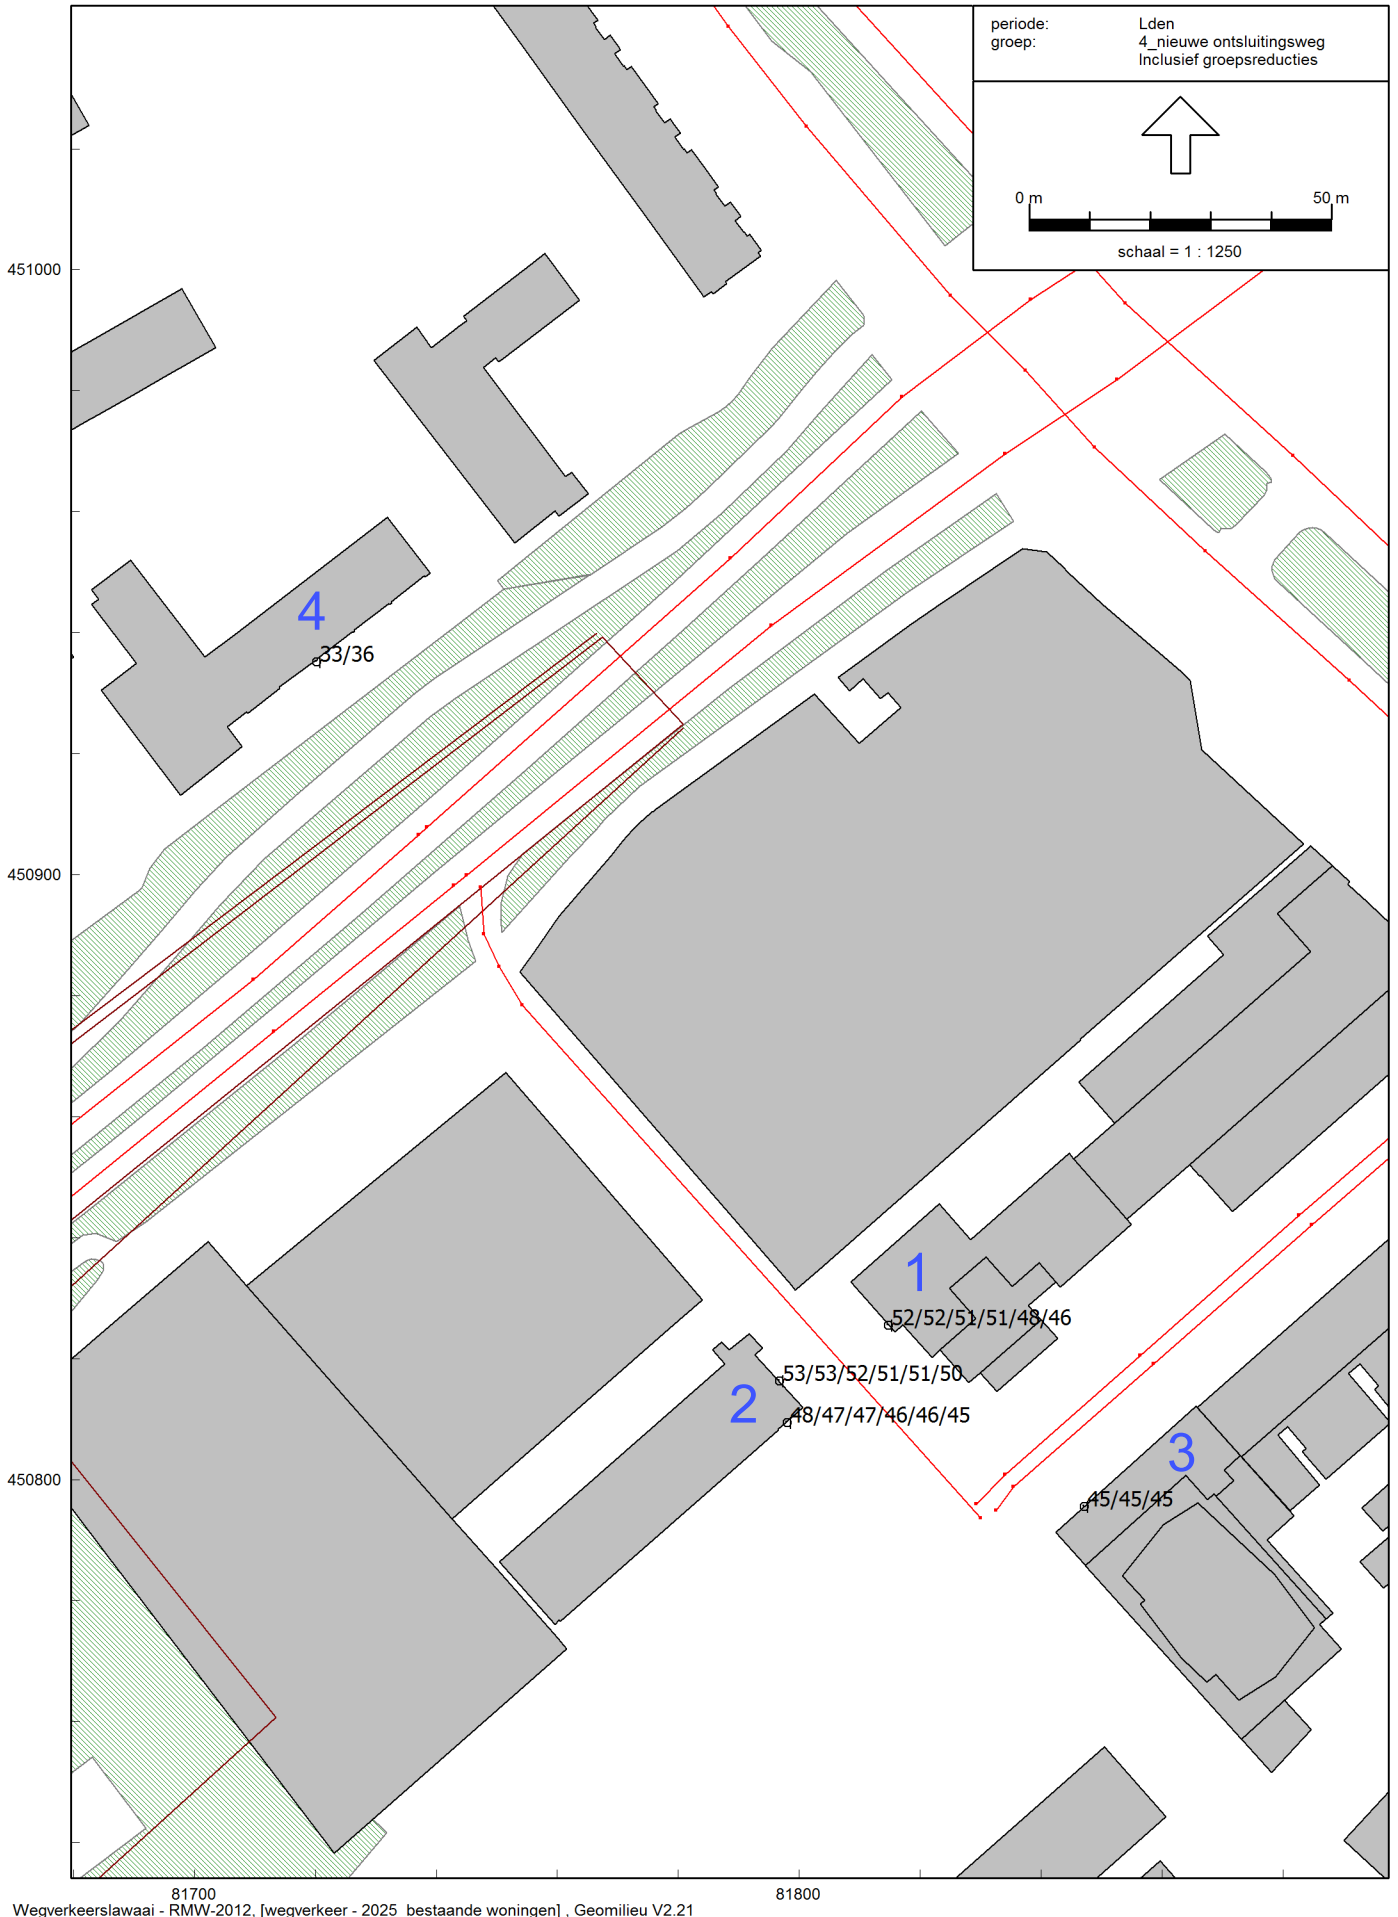 periode: Lden
groep: 4_nieuwe ontsluitingsweg
Inclusief groepsreducties
0 m 50 m
schaal = 1 : 1250
451000
4
33/36
450900
1
52/52/51/51/48/46
53/53/52/51/51/50
2
48/47/47/46/46/45
3
450800
45/45/45
81700 81800
Wegverkeerslawaai - RMW-2012, [wegverkeer - 2025 bestaande woningen] , Geomilieu V2.21